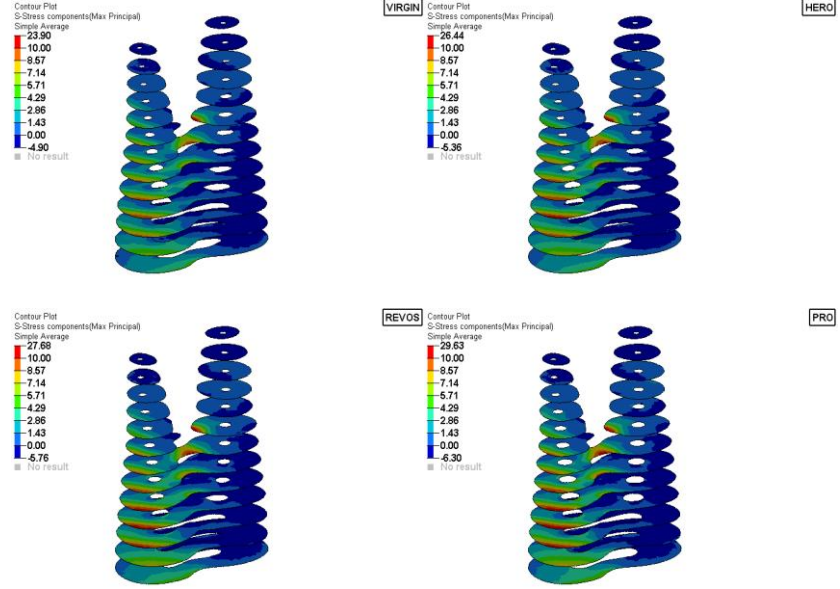 Contour Plot
S-Stress components(Max Principal)
Simple Average
23.90
10.00
8.57
7.14
5.71
4.29
2.86
1.43
0.00
-4.90
No result
VIRGIN
Contour Plot
S-Stress components(Max Principal)
Simple Average
26.44
10.00
8.57
7.14
5.71
4.29
2.86
1.43
0.00
-5.36
No result
HERO
Contour Plot
S-Stress components(Max Principal)
Simple Average
27.68
10.00
8.57
7.14
5.71
4.29
2.86
1.43
0.00
-5.76
No result
REVOS
Contour Plot
S-Stress components(Max Principal)
Simple Average
29.63
10.00
8.57
7.14
5.71
4.29
2.86
1.43
0.00
-6.30
No result
PRO